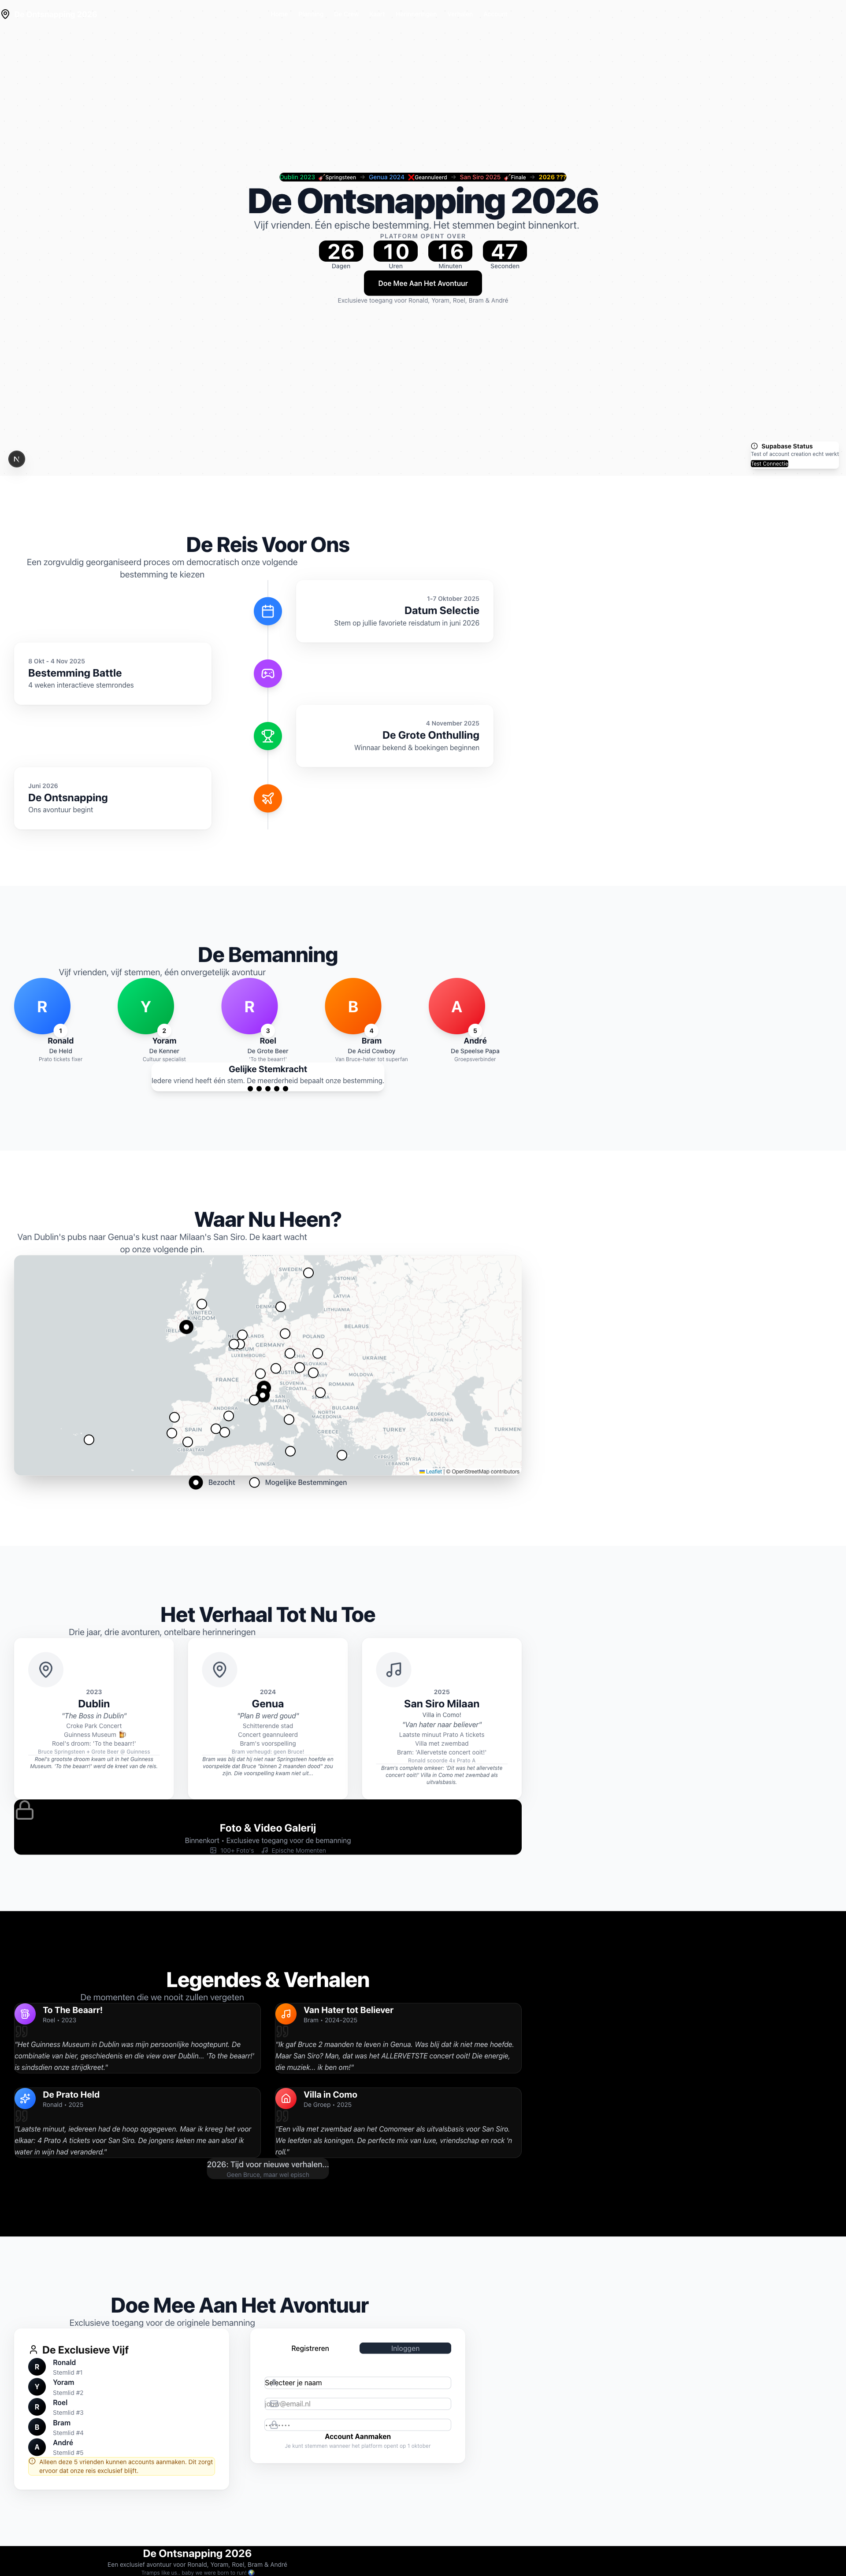 Dublin 2023 🎸Springsteen → Genua 2024 ❌Geannuleerd → San Siro 2025 🎸Finale → 2026 ???
De Ontsnapping 2026
Vijf vrienden. Één epische bestemming. Het stemmen begint binnenkort.
PLATFORM OPENT OVER
26 10 16 47
Dagen Uren Minuten Seconden
Doe Mee Aan Het Avontuur
Exclusieve toegang voor Ronald, Yoram, Roel, Bram & André
N
Supabase Status
Test of account creation echt werkt
Test Connectie
De Reis Voor Ons
Een zorgvuldig georganiseerd proces om democratisch onze volgende
bestemming te kiezen
1-7 Oktober 2025
Datum Selectie
Stem op jullie favoriete reisdatum in juni 2026
8 Okt - 4 Nov 2025
Bestemming Battle
4 weken interactieve stemrondes
4 November 2025
De Grote Onthulling
Winnaar bekend & boekingen beginnen
Juni 2026
De Ontsnapping
Ons avontuur begint
De Bemanning
Vijf vrienden, vijf stemmen, één onvergetelijk avontuur
R Y R B A
1 2 3 4 5
Ronald Yoram Roel Bram André
De Held De Kenner De Grote Beer De Acid Cowboy De Speelse Papa
Prato tickets fixer Cultuur specialist 'To the beaarr!' Van Bruce-hater tot superfan Groepsverbinder
Gelijke Stemkracht
Iedere vriend heeft één stem. De meerderheid bepaalt onze bestemming.
Waar Nu Heen?
Van Dublin's pubs naar Genua's kust naar Milaan's San Siro. De kaart wacht
op onze volgende pin.
SWEDEN
ESTONIA
LATVIA
LITHUANIA
UNITED
KINGDOM
BELARUS
POLAND
GERMANY
LUXEMBOURG
UKRAINE
FRANCE
MOLDOVA
SLOVENIA
CROATIA
ROMANIA
ANDORRA
ITALY
BULGARIA
NORTH
MACEDONIA
GEORGIA
ARMENIA
SPAIN
GREECE
TURKEY
TURKMEN
GIBRALTAR
TUNISIA
SYRIA
LEBANON
Leaflet | © OpenStreetMap contributors.
Bezocht Mogelijke Bestemmingen
Het Verhaal Tot Nu Toe
Drie jaar, drie avonturen, ontelbare herinneringen
2023
Dublin
"The Boss in Dublin"
Croke Park Concert
Guinness Museum 🍺
Roel's droom: 'To the beaarr!'
Bruce Springsteen + Grote Beer @ Guinness
Roel's grootste droom kwam uit in het Guinness
Museum. 'To the beaarr!' werd de kreet van de reis.
2024
Genua
"Plan B werd goud"
Schitterende stad
Concert geannuleerd
Bram's voorspelling
Bram verheugd: geen Bruce!
Bram was blij dat hij niet naar Springsteen hoefde en
voorspelde dat Bruce "binnen 2 maanden dood" zou
zijn. Die voorspelling kwam niet uit...
2025
San Siro Milaan
Villa in Como!
"Van hater naar believer"
Laatste minuut Prato A tickets
Villa met zwembad
Bram: 'Allervetste concert ooit!'
Ronald scoorde 4x Prato A
Bram's complete omkeer: 'Dit was het allervetste
concert ooit!' Villa in Como met zwembad als
uitvalsbasis.
Foto & Video Galerij
Binnenkort • Exclusieve toegang voor de bemanning
100+ Foto's Epische Momenten
Legendes & Verhalen
De momenten die we nooit zullen vergeten
To The Beaarr!
Roel • 2023
"Het Guinness Museum in Dublin was mijn persoonlijke hoogtepunt. De
combinatie van bier, geschiedenis en die view over Dublin... 'To the beaarr!'
is sindsdien onze strijdkreet."
Van Hater tot Believer
Bram • 2024-2025
"Ik gaf Bruce 2 maanden te leven in Genua. Was blij dat ik niet mee hoefde.
Maar San Siro? Man, dat was het ALLERVETSTE concert ooit! Die energie,
die muziek... ik ben om!"
De Prato Held
Ronald • 2025
"Laatste minuut, iedereen had de hoop opgegeven. Maar ik kreeg het voor
elkaar: 4 Prato A tickets voor San Siro. De jongens keken me aan alsof ik
water in wijn had veranderd."
Villa in Como
De Groep • 2025
"Een villa met zwembad aan het Comomeer als uitvalsbasis voor San Siro.
We leefden als koningen. De perfecte mix van luxe, vriendschap en rock 'n
roll."
2026: Tijd voor nieuwe verhalen...
Geen Bruce, maar wel episch
Doe Mee Aan Het Avontuur
Exclusieve toegang voor de originele bemanning
De Exclusieve Vijf
R Ronald
Stemlid #1
Y Yoram
Stemlid #2
R Roel
Stemlid #3
B Bram
Stemlid #4
A André
Stemlid #5
Alleen deze 5 vrienden kunnen accounts aanmaken. Dit zorgt
ervoor dat onze reis exclusief blijft.
Registreren Inloggen
Selecteer je naam
@email.nl
Account Aanmaken
Je kunt stemmen wanneer het platform opent op 1 oktober
De Ontsnapping 2026
Een exclusief avontuur voor Ronald, Yoram, Roel, Bram & André
Tramps like us... baby we were born to run! 🌍